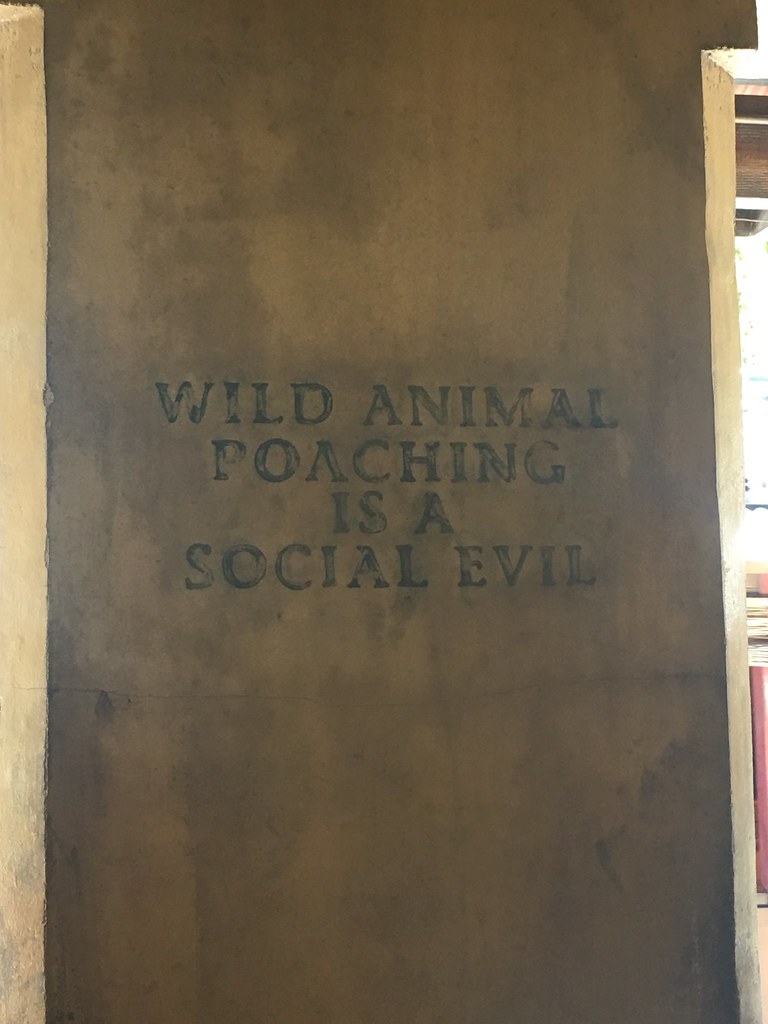 WILD ANIMAL
POACHING
IS A
SOCIAL EVIL